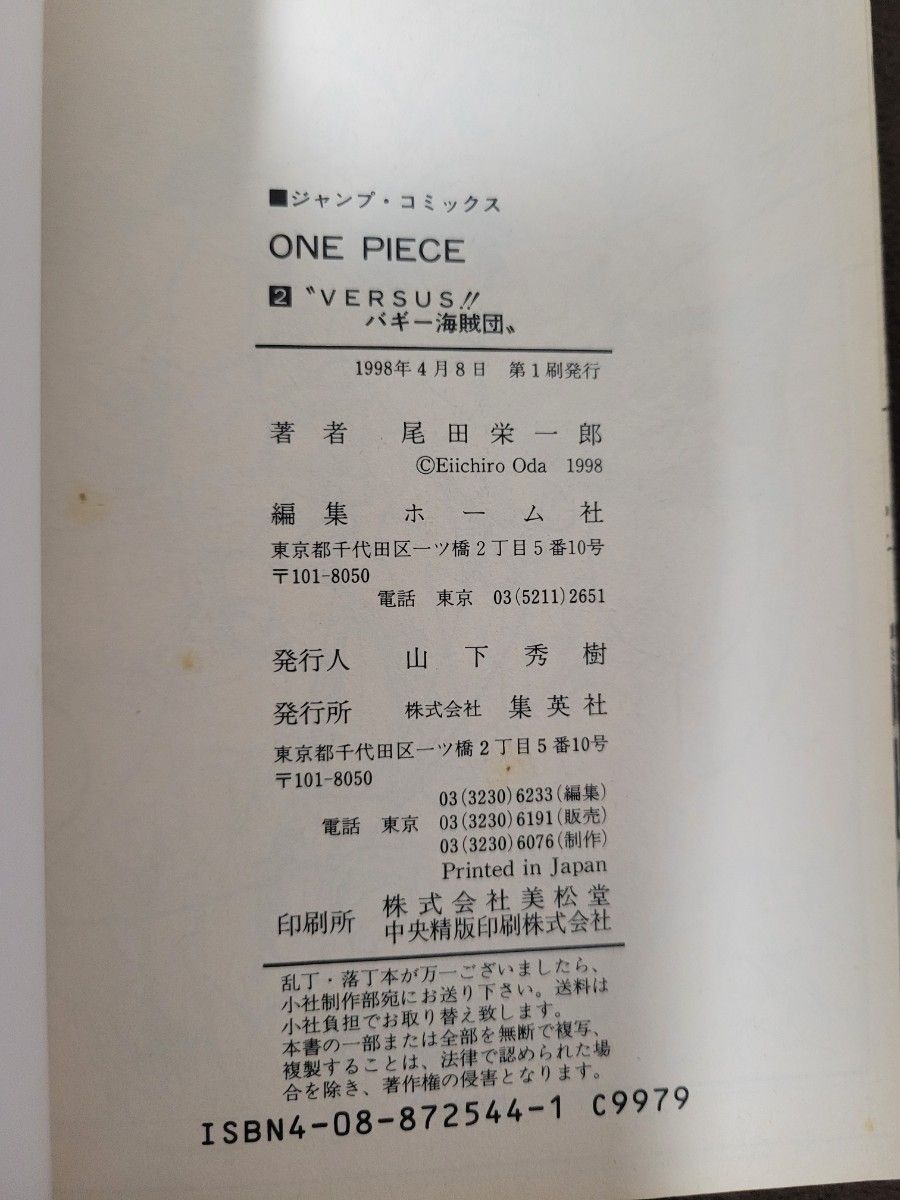 ■ジャンプ・コミックス
ONE PIECE
2 〝VERSUS!!
バギー海賊団〟
1998年4月8日 第1刷発行
著者 尾田栄一郎
©Eiichiro Oda 1998
編集 ホーム社
東京都千代田区一ツ橋2丁目5番10号
〒101-8050
電話 東京 03(5211)2651
発行人 山下秀樹
発行所 株式会社 集英社
東京都千代田区一ツ橋2丁目5番10号
〒101-8050
03(3230)6233(編集)
電話 東京 03(3230)6191(販売)
03(3230)6076(制作)
Printed in Japan
印刷所 株式会社美松堂
中央精版印刷株式会社
乱丁・落丁本が万一ございましたら、
小社制作部宛にお送り下さい。送料は
小社負担でお取り替え致します。
本書の一部または全部を無断で複写、
複製することは、法律で認められた場
合を除き、著作権の侵害となります。
ISBN4-08-872544-1 C9979